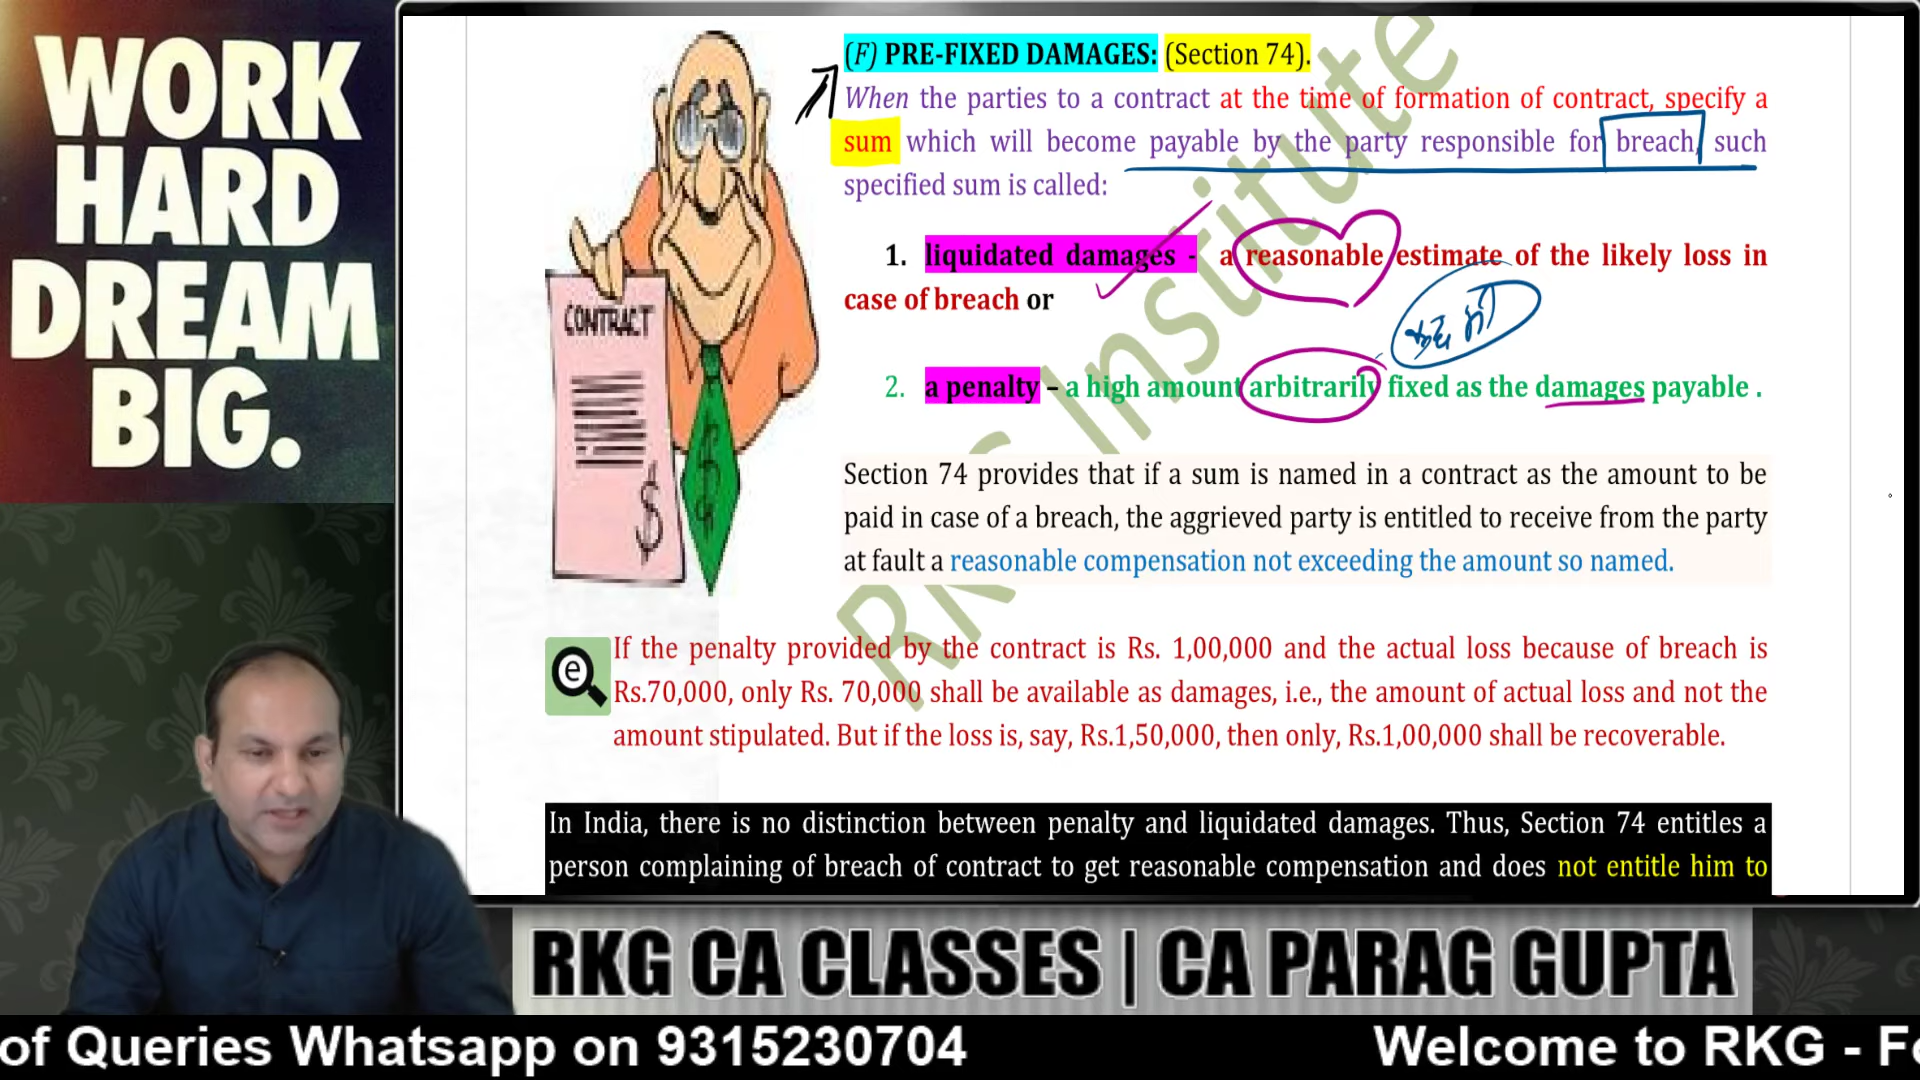 WORK
HARD
DREAM
BIG.
(F) PRE-FIXED DAMAGES: (Section 74).
When the parties to a contract at the time of formation of contract, specify a
sum which will become payable by the party responsible for breach, such
specified sum is called:
1. liquidated damages - a reasonable estimate of the likely loss in
case of breach or
2. a penalty – a high amount arbitrarily fixed as the damages payable .
CONTRACT
$
Section 74 provides that if a sum is named in a contract as the amount to be
paid in case of a breach, the aggrieved party is entitled to receive from the party
at fault a reasonable compensation not exceeding the amount so named.
RKG Institute
e
If the penalty provided by the contract is Rs. 1,00,000 and the actual loss because of breach is
Rs.70,000, only Rs. 70,000 shall be available as damages, i.e., the amount of actual loss and not the
amount stipulated. But if the loss is, say, Rs.1,50,000, then only, Rs.1,00,000 shall be recoverable.
In India, there is no distinction between penalty and liquidated damages. Thus, Section 74 entitles a
person complaining of breach of contract to get reasonable compensation and does not entitle him to
RKG CA CLASSES | CA PARAG GUPTA
of Queries Whatsapp on 9315230704 Welcome to RKG - F